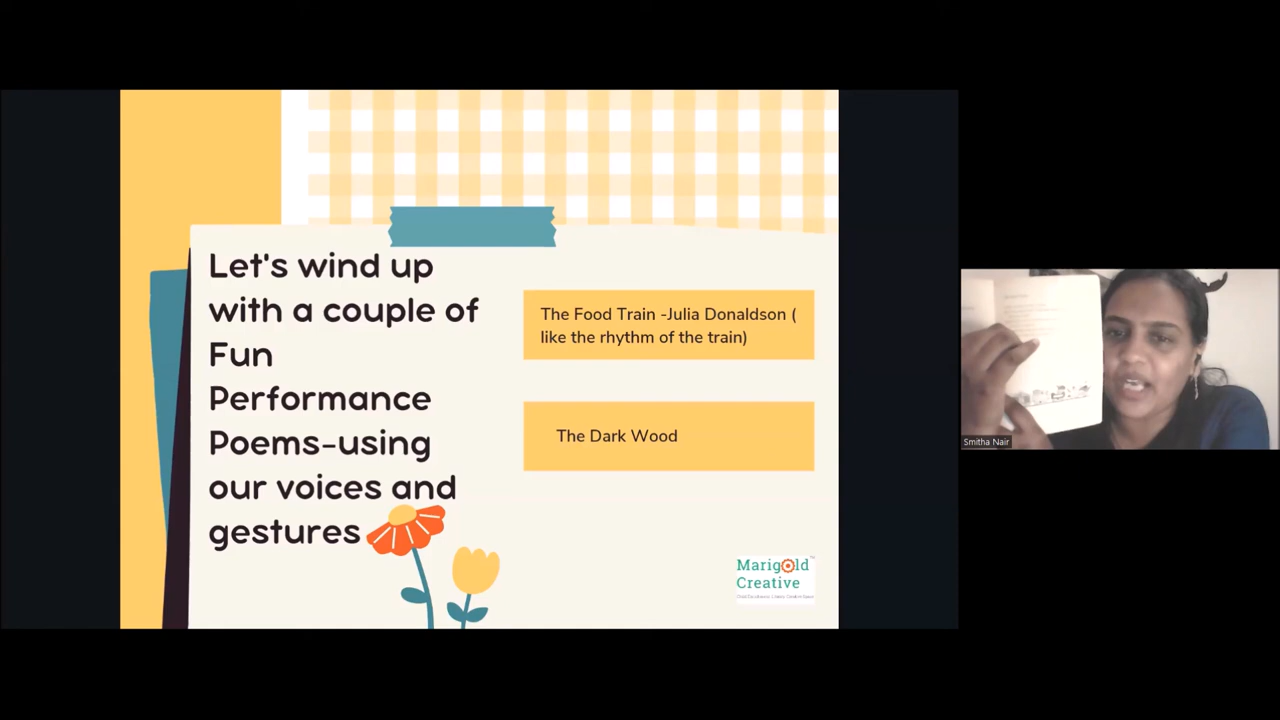 Let's wind up
with a couple of
Fun
Performance
Poems-using
our voices and
gestures
The Food Train -Julia Donaldson (
like the rhythm of the train)
The Dark Wood
Marigold
Creative
Smitha Nair